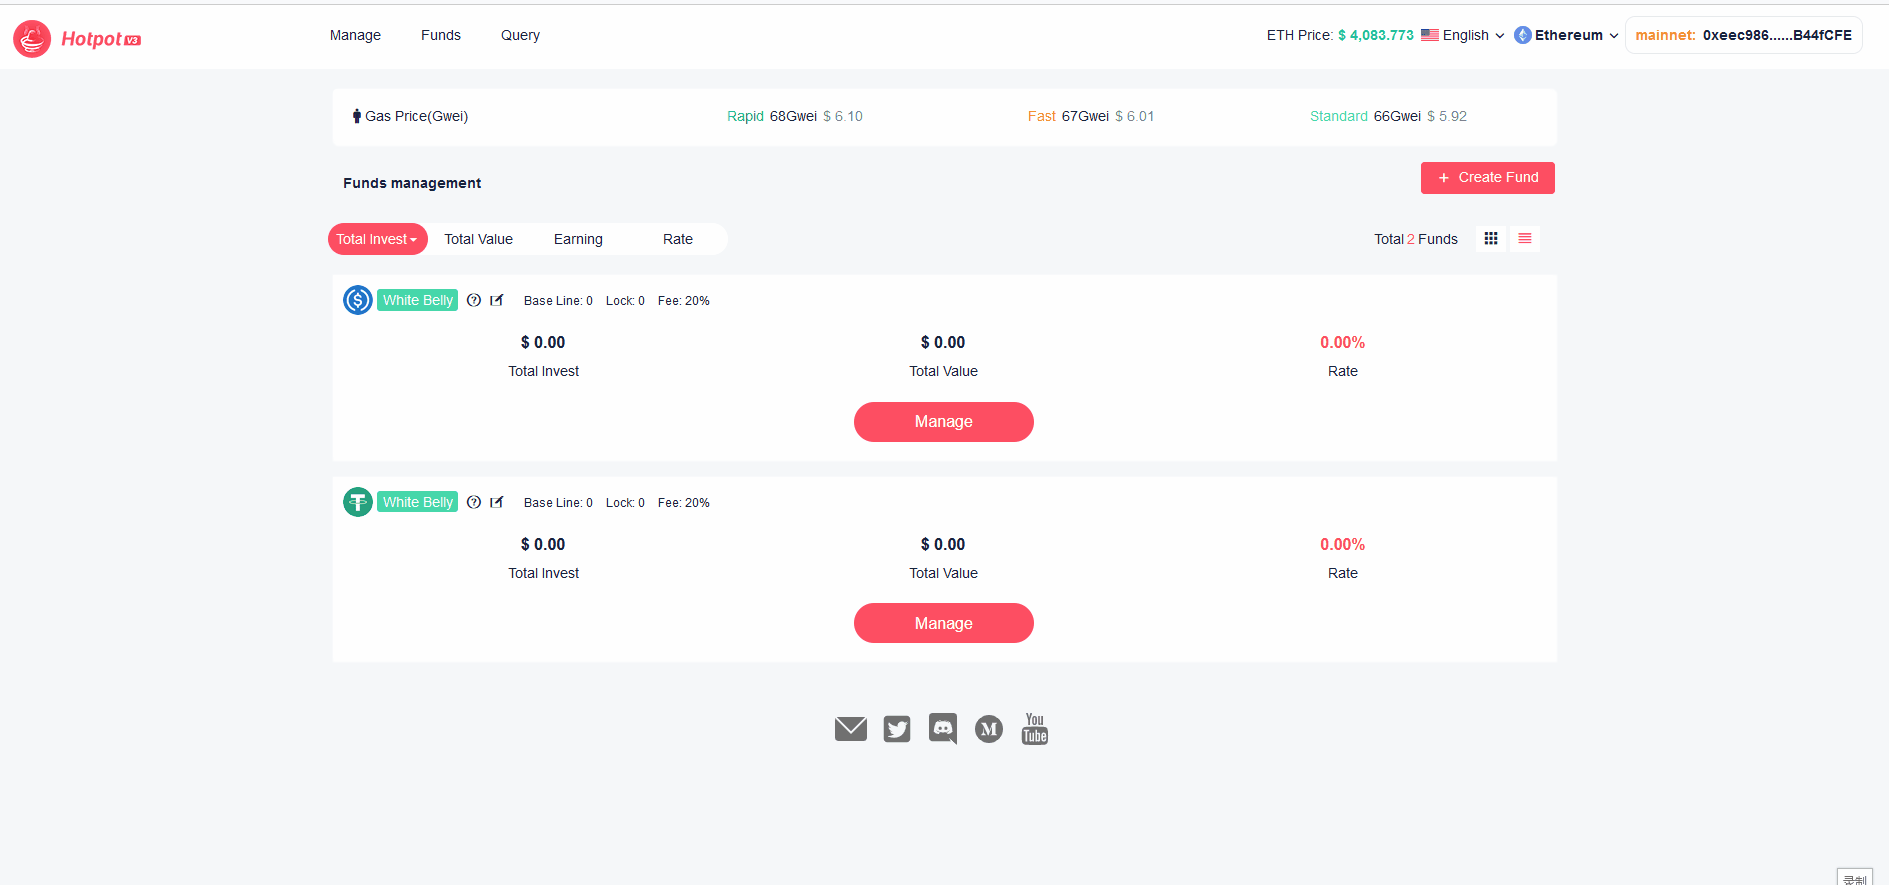 Hotpot V3
Manage Funds Query
ETH Price: $ 4,083.773 English Ethereum mainnet: 0xeec986......B44fCFE
Gas Price(Gwei) Rapid 68Gwei $ 6.10 Fast 67Gwei $ 6.01 Standard 66Gwei $ 5.92
Funds management
+ Create Fund
Total Invest Total Value Earning Rate
Total 2 Funds
White Belly Base Line: 0 Lock: 0 Fee: 20%
$ 0.00 $ 0.00 0.00%
Total Invest Total Value Rate
Manage
White Belly Base Line: 0 Lock: 0 Fee: 20%
$ 0.00 $ 0.00 0.00%
Total Invest Total Value Rate
Manage
M
You
Tube
录制